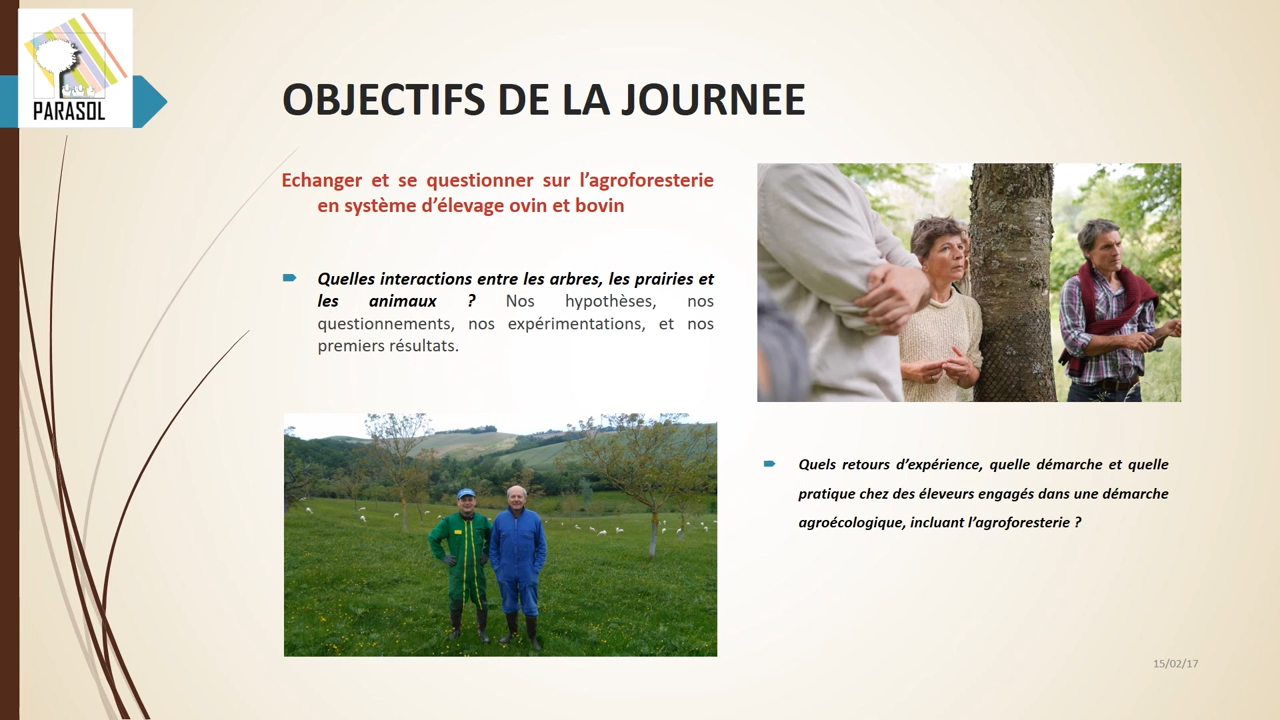 PARASOL
OBJECTIFS DE LA JOURNEE
Echanger et se questionner sur l’agroforesterie
en système d’élevage ovin et bovin
Quelles interactions entre les arbres, les prairies et
les animaux ? Nos hypothèses, nos
questionnements, nos expérimentations, et nos
premiers résultats.
Quels retours d’expérience, quelle démarche et quelle
pratique chez des éleveurs engagés dans une démarche
agroécologique, incluant l’agroforesterie ?
15/02/17